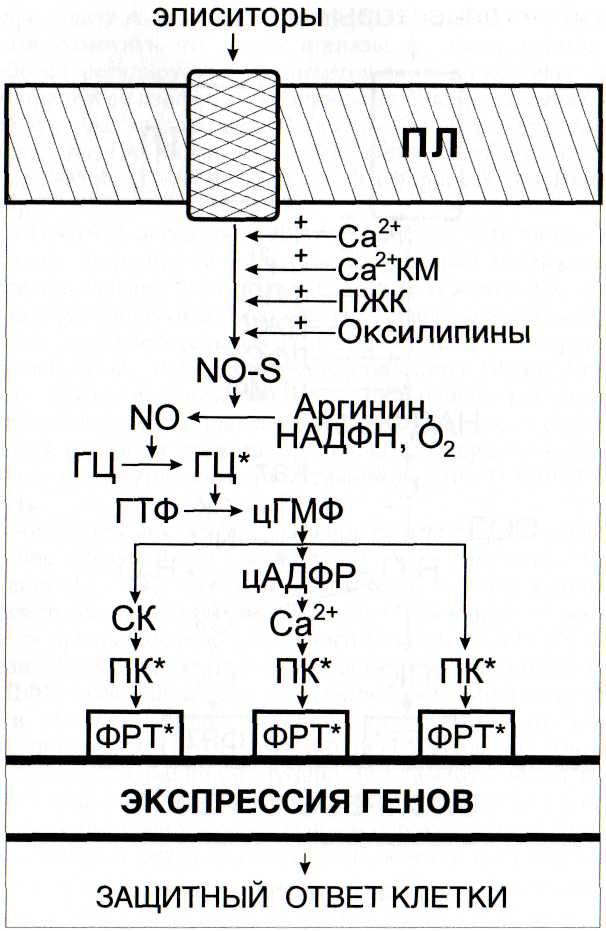 ЭЛИСИТОРЫ
ПЛ
+ Ca²⁺
+ Ca²⁺КМ
+ ПЖК
+ Оксилипины
NO-S
NO Аргинин,
НАДФН, O₂
ГЦ ГЦ*
ГТФ цГМФ
цАДФР
СК Ca²⁺
ПК* ПК* ПК*
ФРТ* ФРТ* ФРТ*
ЭКСПРЕССИЯ ГЕНОВ
ЗАЩИТНЫЙ ОТВЕТ КЛЕТКИ